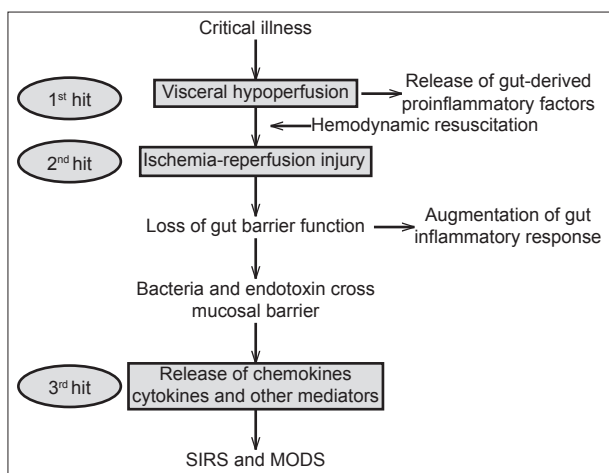 Critical illness
1st hit
Visceral hypoperfusion
Release of gut-derived
proinflammatory factors
Hemodynamic resuscitation
2nd hit
Ischemia-reperfusion injury
Loss of gut barrier function
Augmentation of gut
inflammatory response
Bacteria and endotoxin cross
mucosal barrier
3rd hit
Release of chemokines
cytokines and other mediators
SIRS and MODS